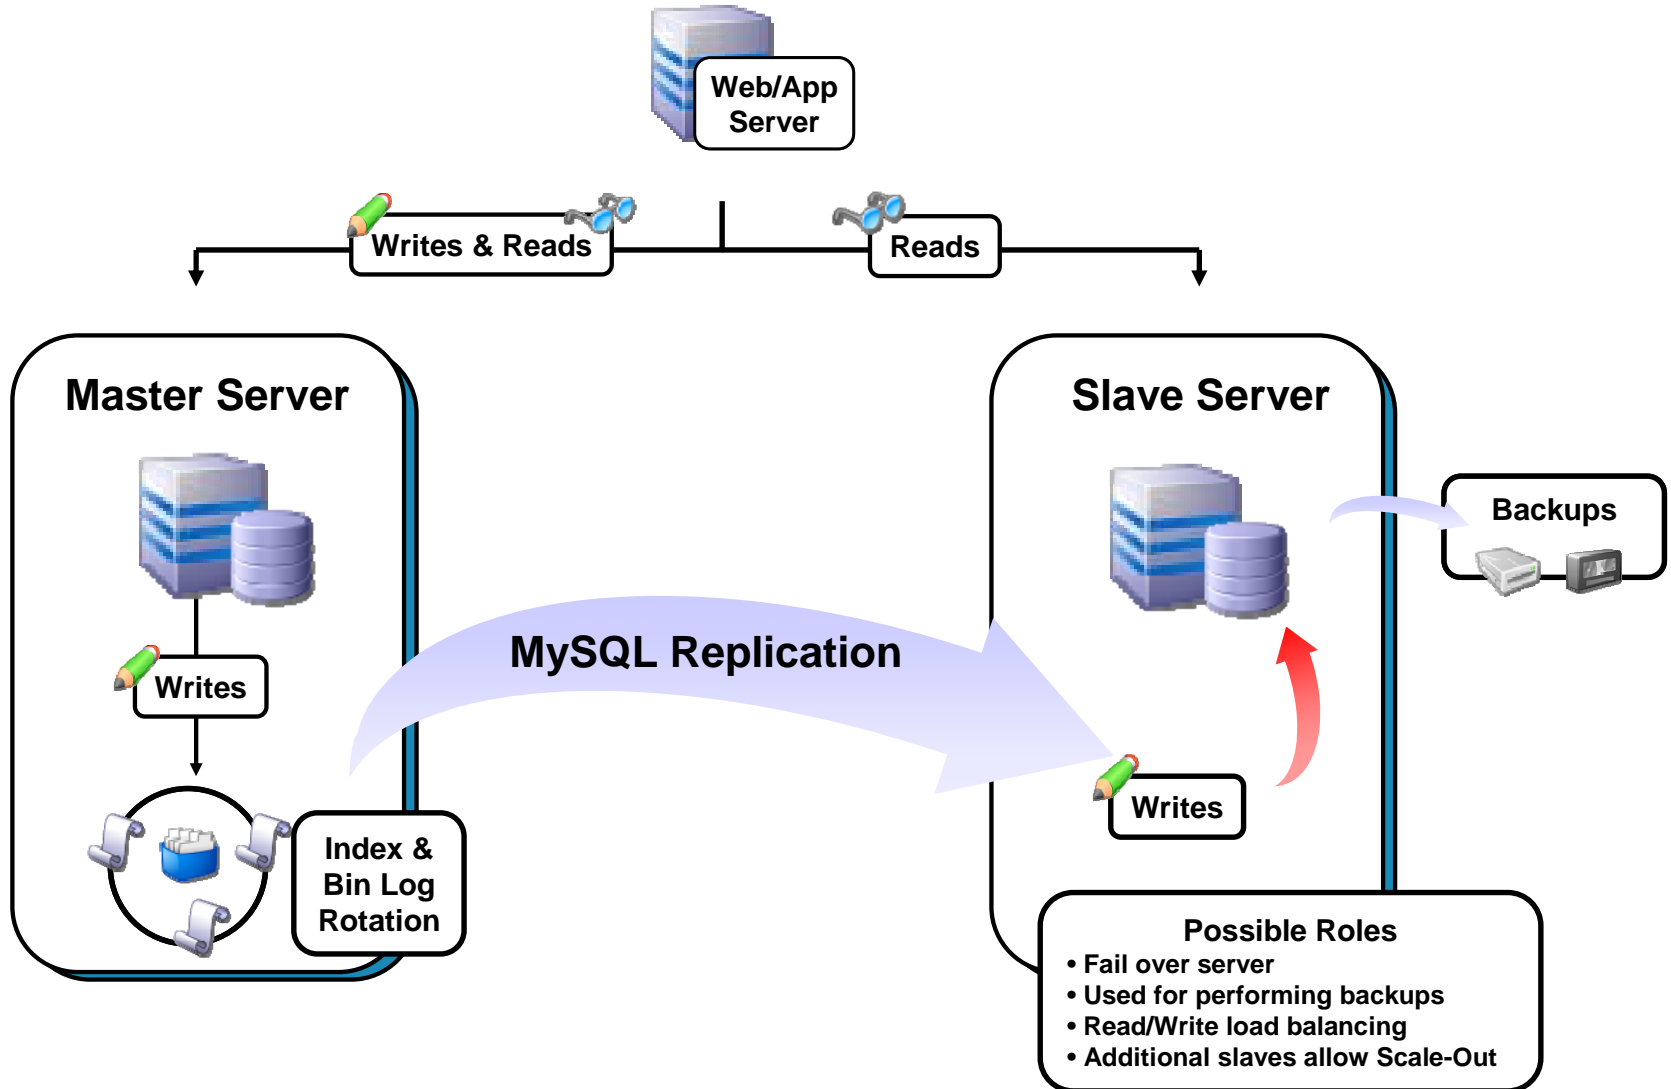 Web/App
Server
Writes & Reads
Reads
Master Server
Slave Server
Backups
MySQL Replication
Writes
Writes
Index &
Bin Log
Rotation
Possible Roles
• Fail over server
• Used for performing backups
• Read/Write load balancing
• Additional slaves allow Scale-Out